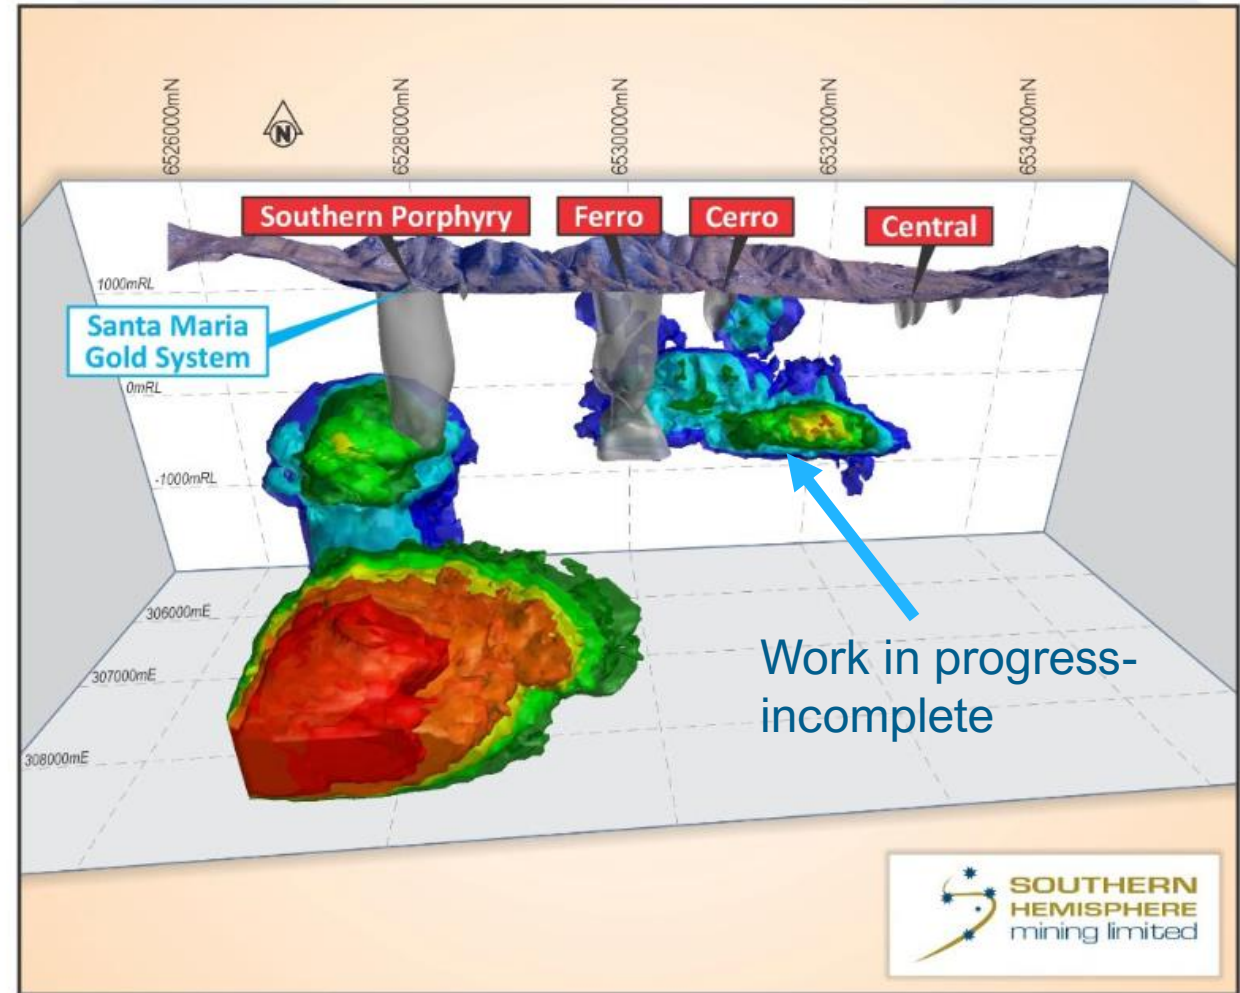 6526000mN
6528000mN
6530000mN
6532000mN
6534000mN
N
Southern Porphyry
Ferro
Cerro
Central
1000mRL
Santa Maria
Gold System
0mRL
-1000mRL
306000mE
307000mE
308000mE
Work in progress-
incomplete
SOUTHERN
HEMISPHERE
mining limited